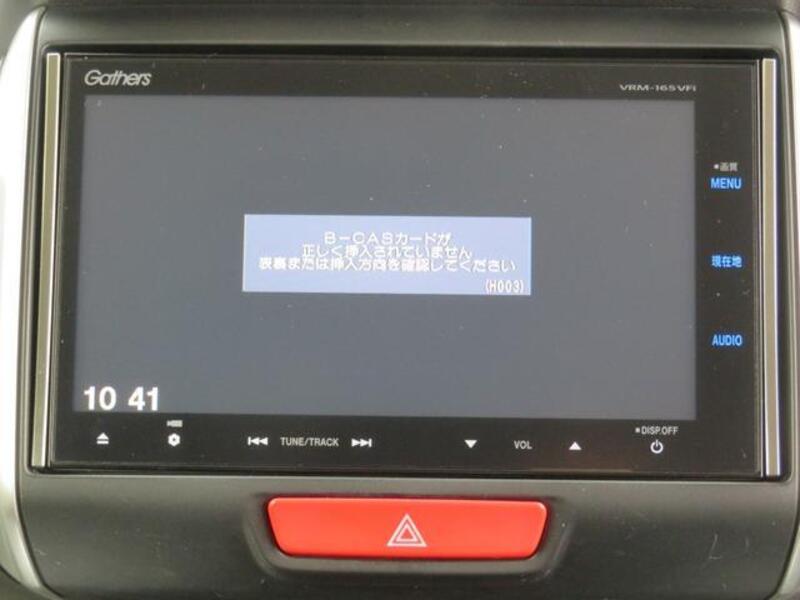 Gathers
VRM-165VFi
●画質
MENU
B-CASカードが
正しく挿入されていません
表裏または挿入方向を確認してください
(H003)
現在地
AUDIO
10 41
TUNE/TRACK
VOL
●DISP.OFF